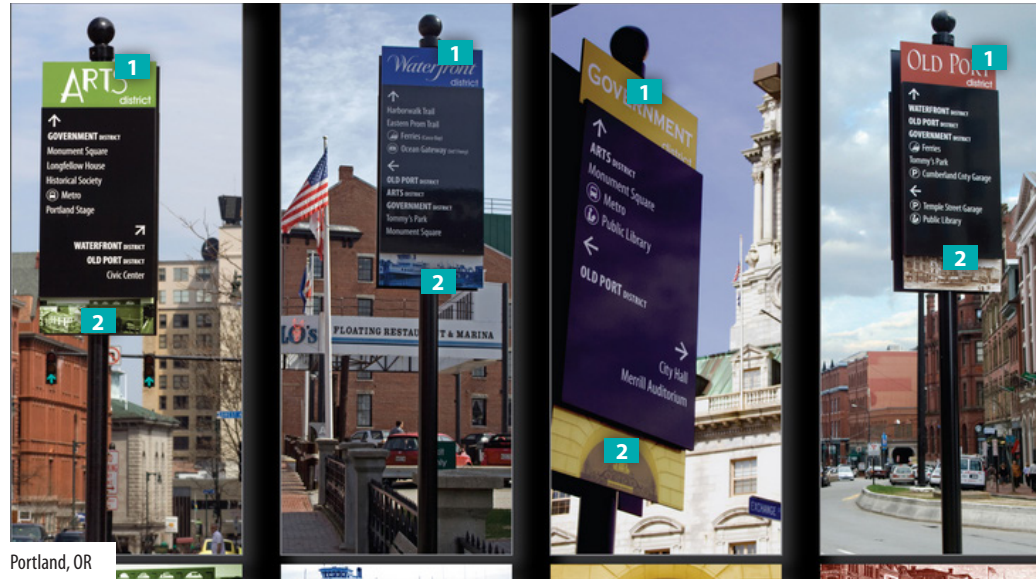 1
ARTS
district
GOVERNMENT DISTRICT
Monument Square
Longfellow House
Historical Society
Metro
Portland Stage
WATERFRONT DISTRICT
OLD PORT DISTRICT
Civic Center
2
1
Waterfront
district
Harborwalk Trail
Eastern Prom Trail
Ferries (Casco Bay)
Ocean Gateway
OLD PORT DISTRICT
ARTS DISTRICT
GOVERNMENT DISTRICT
Tommy's Park
Monument Square
2
LO's FLOATING RESTAURANT & MARINA
1
GOVERNMENT
district
ARTS DISTRICT
Monument Square
Metro
Public Library
OLD PORT DISTRICT
City Hall
Merrill Auditorium
2
EXCHANGE
1
OLD PORT
district
WATERFRONT DISTRICT
OLD PORT DISTRICT
GOVERNMENT DISTRICT
Ferries
Tommy's Park
P Cumberland Cnty Garage
P Temple Street Garage
Public Library
2
Portland, OR